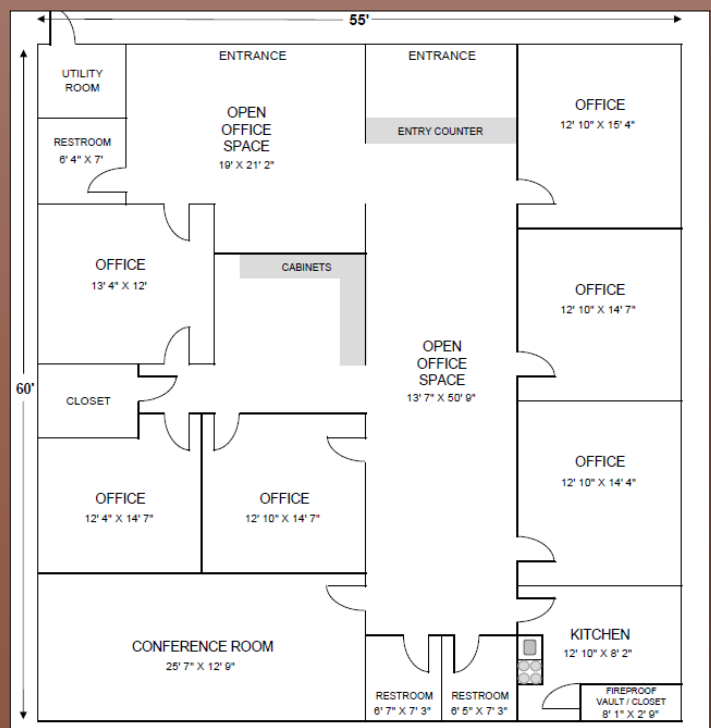 55'
60'
UTILITY
ROOM
RESTROOM
6' 4" X 7'
ENTRANCE
OPEN
OFFICE
SPACE
19' X 21' 2"
ENTRANCE
ENTRY COUNTER
OFFICE
12' 10" X 15' 4"
OFFICE
13' 4" X 12'
CABINETS
OFFICE
12' 10" X 14' 7"
OPEN
OFFICE
SPACE
13' 7" X 50' 9"
CLOSET
OFFICE
12' 4" X 14' 7"
OFFICE
12' 10" X 14' 7"
OFFICE
12' 10" X 14' 4"
CONFERENCE ROOM
25' 7" X 12' 9"
RESTROOM
6' 7" X 7' 3"
RESTROOM
6' 5" X 7' 3"
KITCHEN
12' 10" X 8' 2"
FIREPROOF
VAULT / CLOSET
8' 1" X 2' 9"